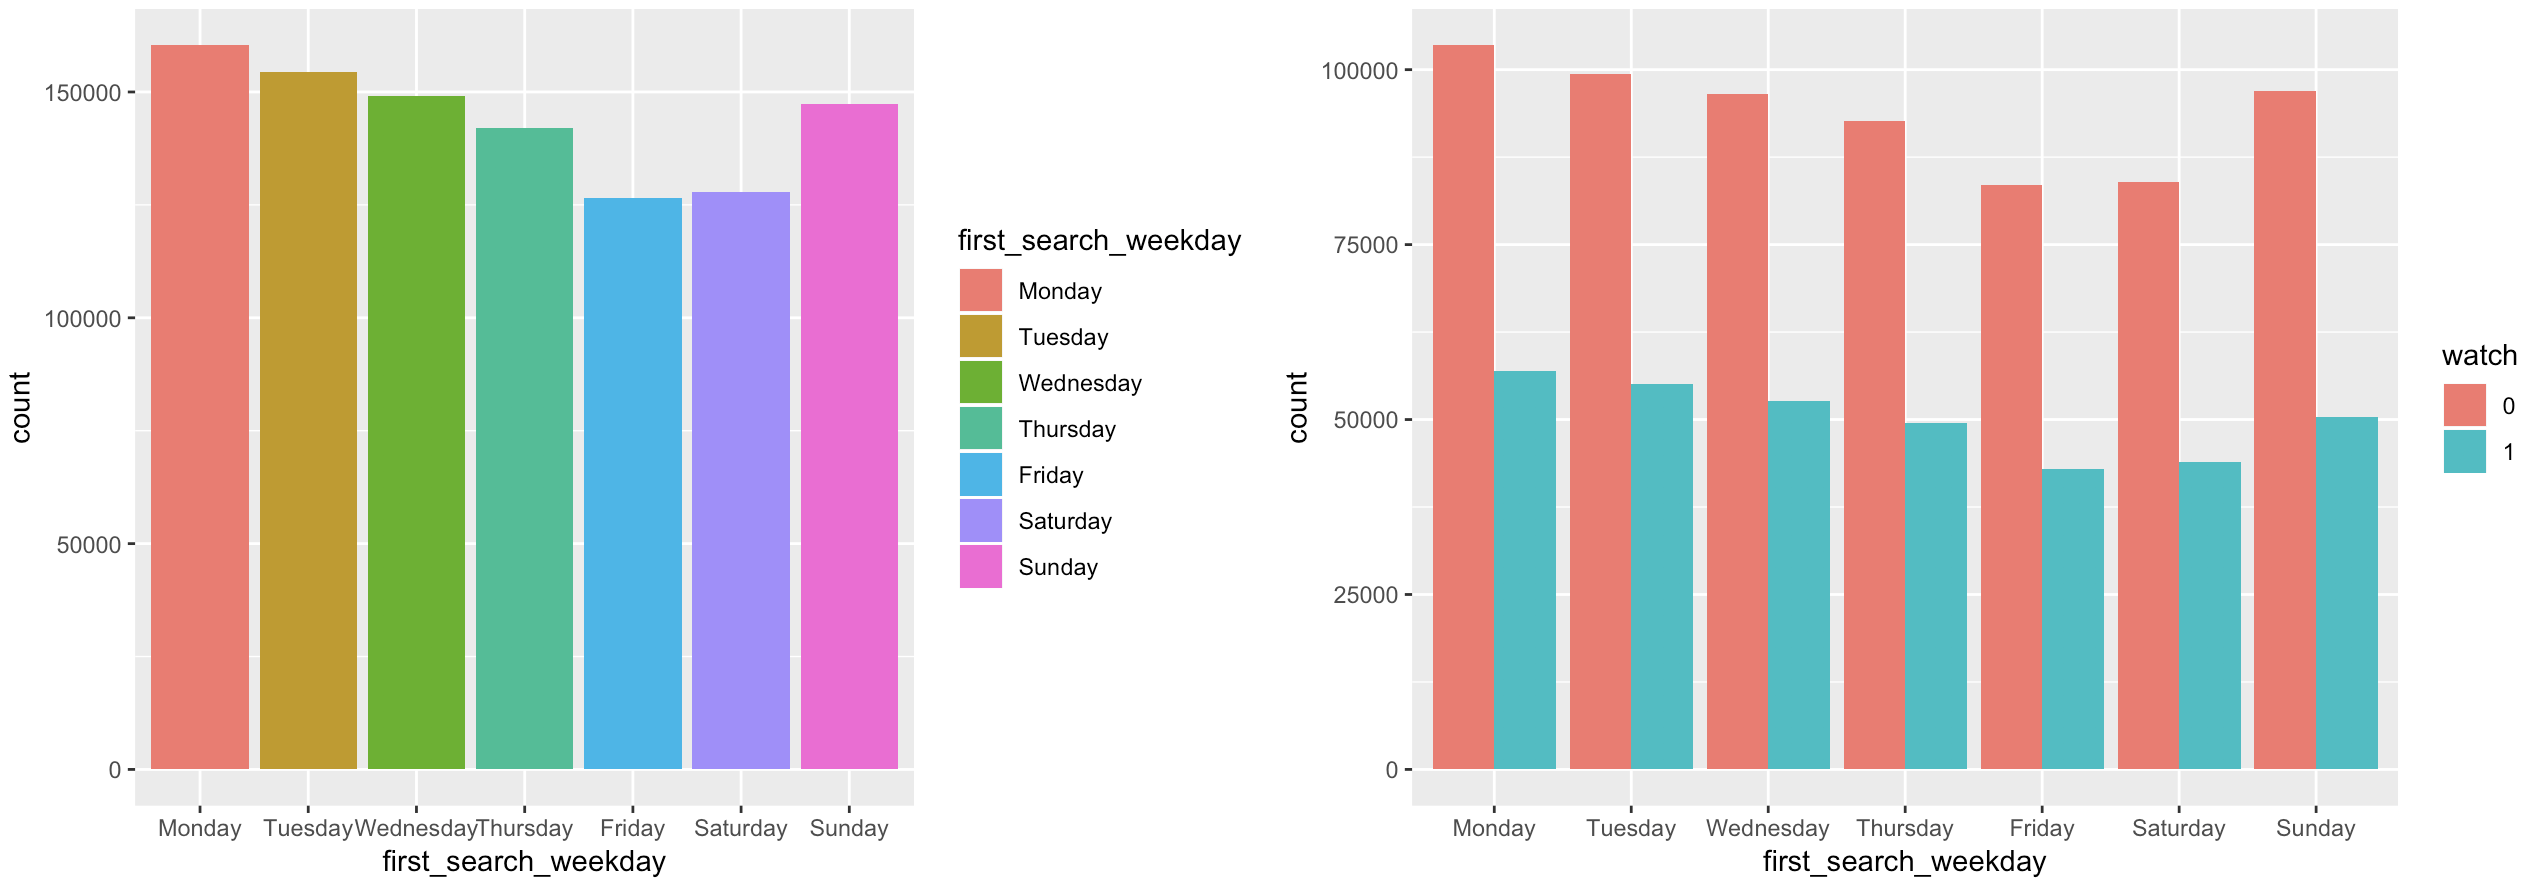 count
150000
100000
50000
0
Monday Tuesday Wednesday Thursday Friday Saturday Sunday
first_search_weekday
first_search_weekday
Monday
Tuesday
Wednesday
Thursday
Friday
Saturday
Sunday
count
100000
75000
50000
25000
0
Monday Tuesday Wednesday Thursday Friday Saturday Sunday
first_search_weekday
watch
0
1